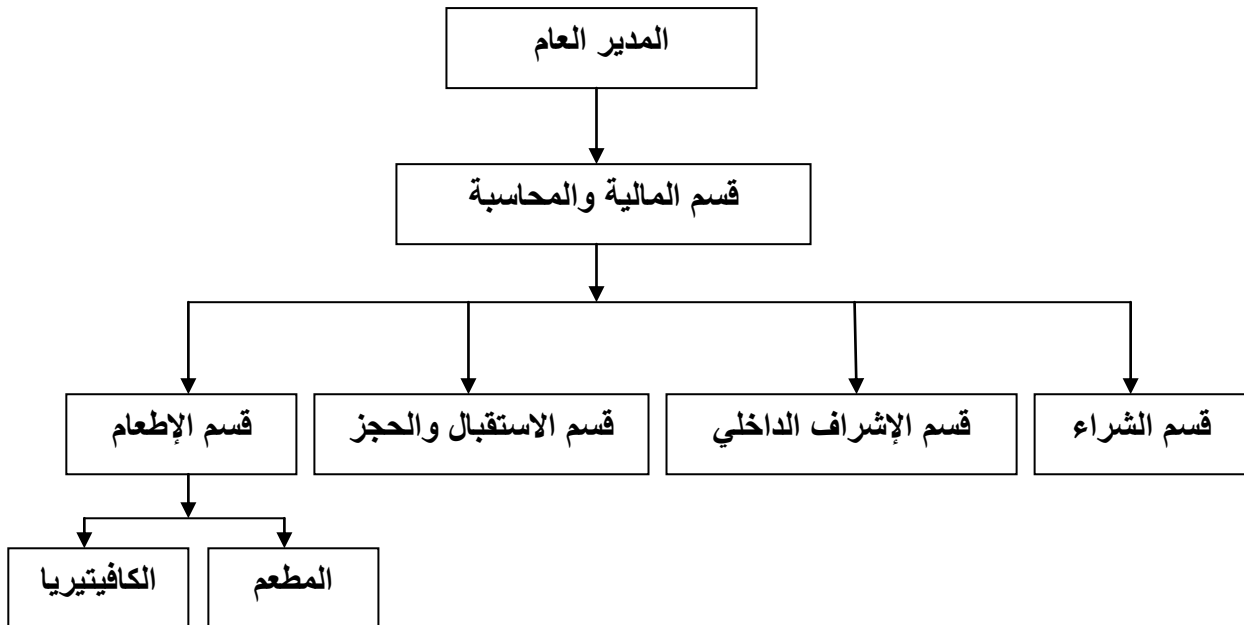 المدير العام
قسم المالية والمحاسبة
قسم الشراء
قسم الإشراف الداخلي
قسم الاستقبال والحجز
قسم الإطعام
المطعم
الكافيتيريا